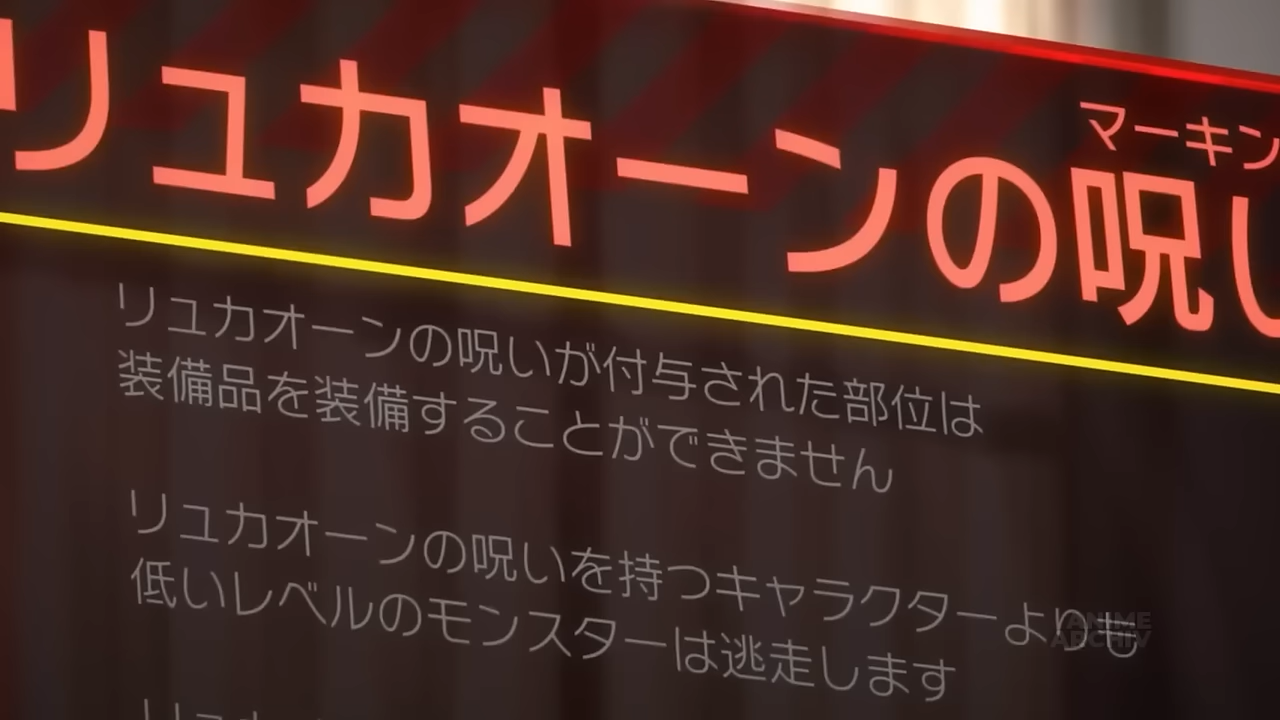 マーキン
リュカオーンの呪い
リュカオーンの呪いが付与された部位は
装備品を装備することができません
リュカオーンの呪いを持つキャラクターよりも
低いレベルのモンスターは逃走します
ANIME
ARCHIV